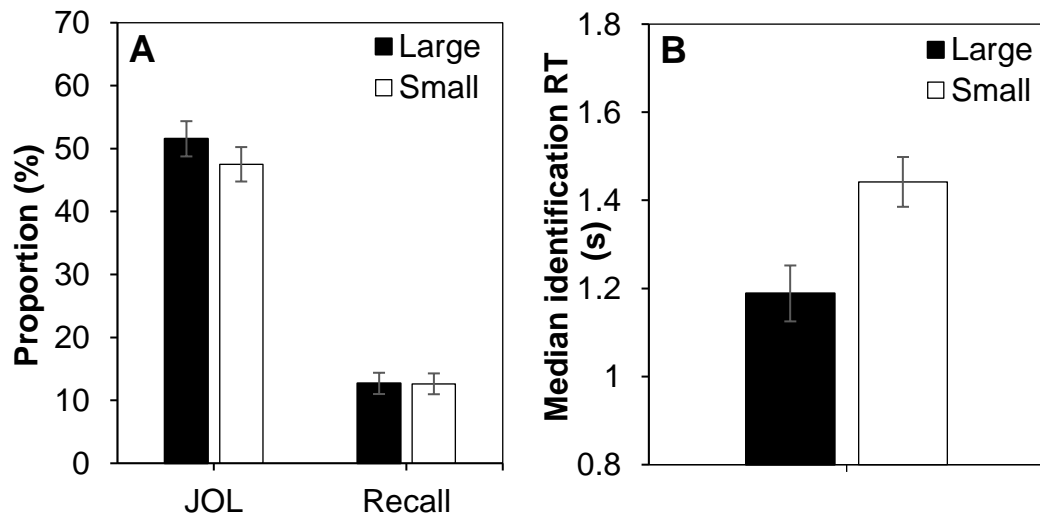 A
Large
Small
Proportion (%)
70
60
50
40
30
20
10
0
JOL
Recall
B
Large
Small
Median identification RT
(s)
1.8
1.6
1.4
1.2
1
0.8